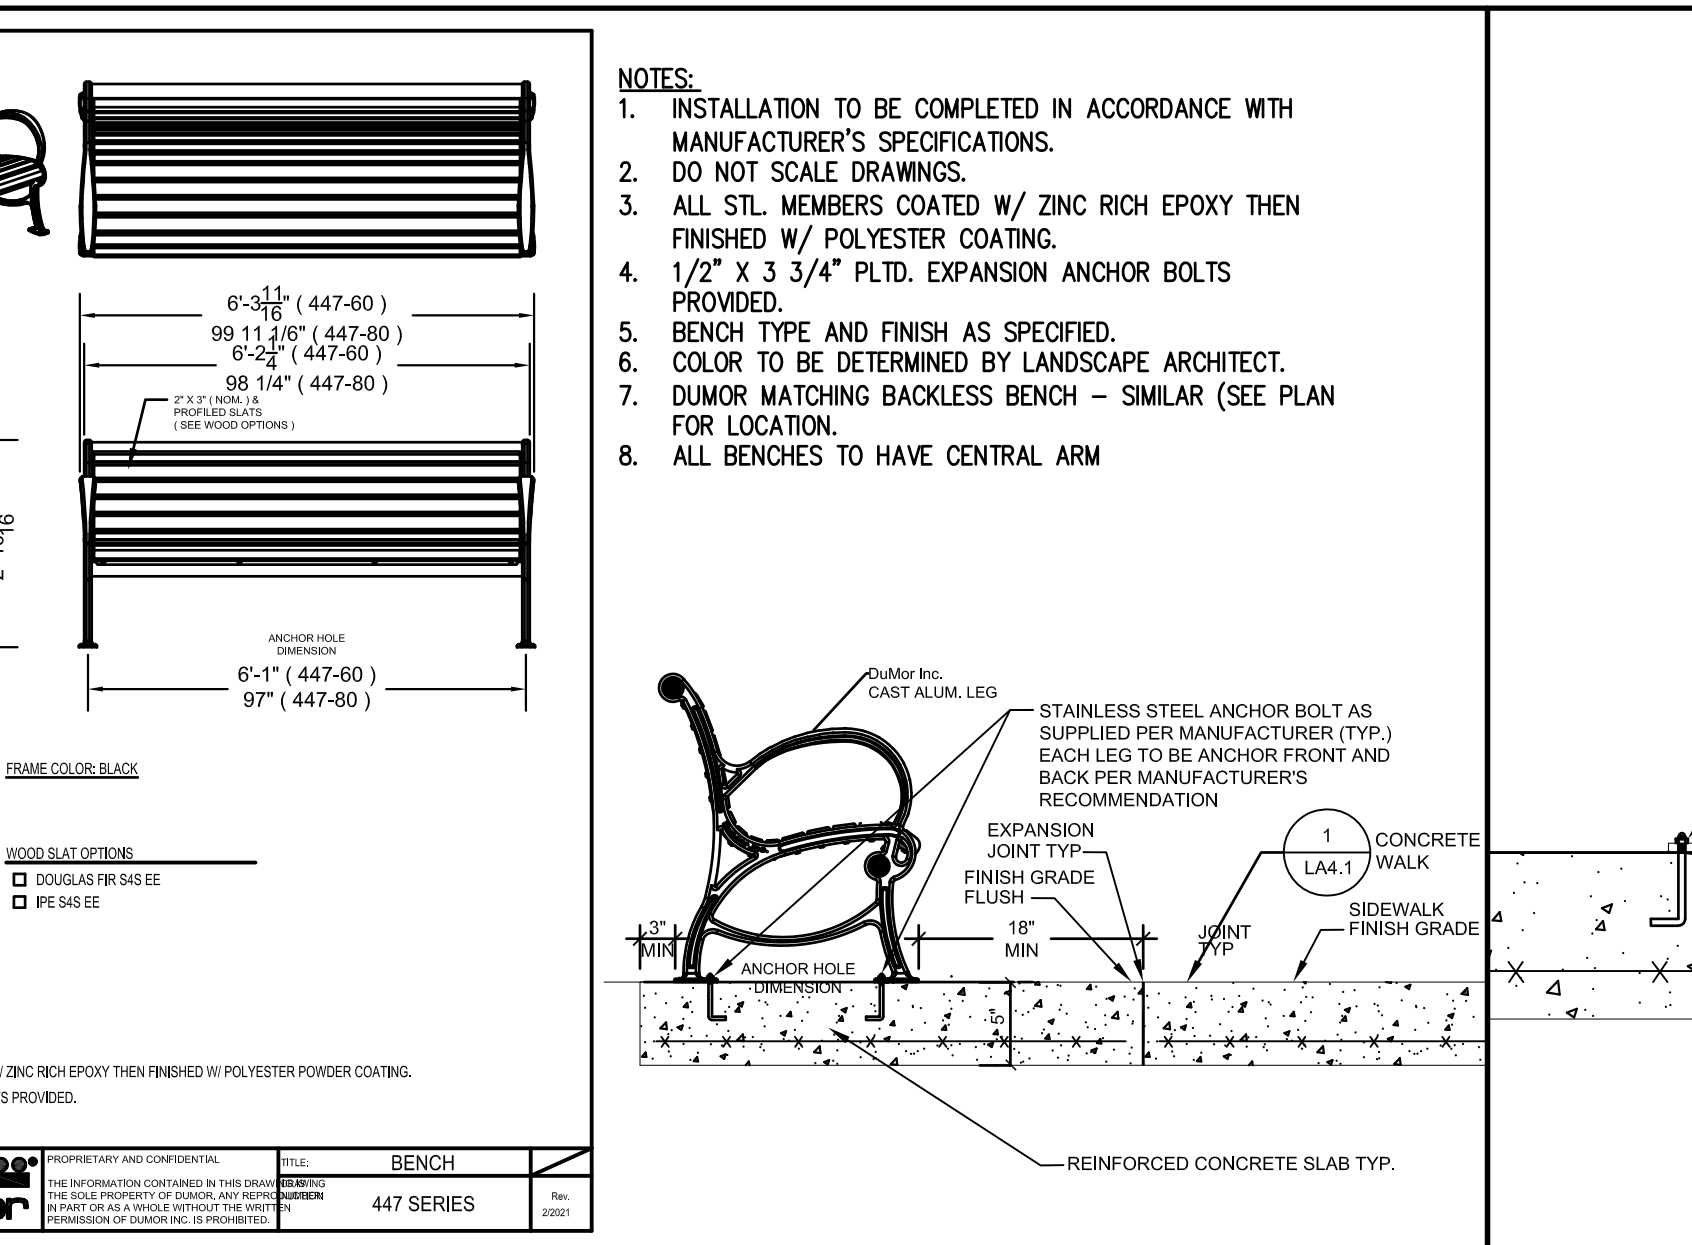 6'-3 11/16" ( 447-60 )
99 11 1/6" ( 447-80 )
6'-2 1/4" ( 447-60 )
98 1/4" ( 447-80 )
2" X 3" ( NOM. ) &
PROFILED SLATS
( SEE WOOD OPTIONS )
ANCHOR HOLE
DIMENSION
6'-1" ( 447-60 )
97" ( 447-80 )
FRAME COLOR: BLACK
WOOD SLAT OPTIONS
DOUGLAS FIR S4S EE
IPE S4S EE
/ ZINC RICH EPOXY THEN FINISHED W/ POLYESTER POWDER COATING.
TS PROVIDED.
PROPRIETARY AND CONFIDENTIAL
THE INFORMATION CONTAINED IN THIS DRAWING IS
THE SOLE PROPERTY OF DUMOR, ANY REPRODUCTION
IN PART OR AS A WHOLE WITHOUT THE WRITTEN
PERMISSION OF DUMOR INC. IS PROHIBITED.
TITLE:
BENCH
DRAWING
NUMBER:
447 SERIES
Rev.
2/2021
NOTES:
1. INSTALLATION TO BE COMPLETED IN ACCORDANCE WITH
MANUFACTURER'S SPECIFICATIONS.
2. DO NOT SCALE DRAWINGS.
3. ALL STL. MEMBERS COATED W/ ZINC RICH EPOXY THEN
FINISHED W/ POLYESTER COATING.
4. 1/2" X 3 3/4" PLTD. EXPANSION ANCHOR BOLTS
PROVIDED.
5. BENCH TYPE AND FINISH AS SPECIFIED.
6. COLOR TO BE DETERMINED BY LANDSCAPE ARCHITECT.
7. DUMOR MATCHING BACKLESS BENCH – SIMILAR (SEE PLAN
FOR LOCATION.
8. ALL BENCHES TO HAVE CENTRAL ARM
DuMor Inc.
CAST ALUM. LEG
STAINLESS STEEL ANCHOR BOLT AS
SUPPLIED PER MANUFACTURER (TYP.)
EACH LEG TO BE ANCHOR FRONT AND
BACK PER MANUFACTURER'S
RECOMMENDATION
EXPANSION
JOINT TYP
FINISH GRADE
FLUSH
1
LA4.1
CONCRETE
WALK
SIDEWALK
FINISH GRADE
3"
MIN
18"
MIN
JOINT
TYP
ANCHOR HOLE
DIMENSION
5"
REINFORCED CONCRETE SLAB TYP.